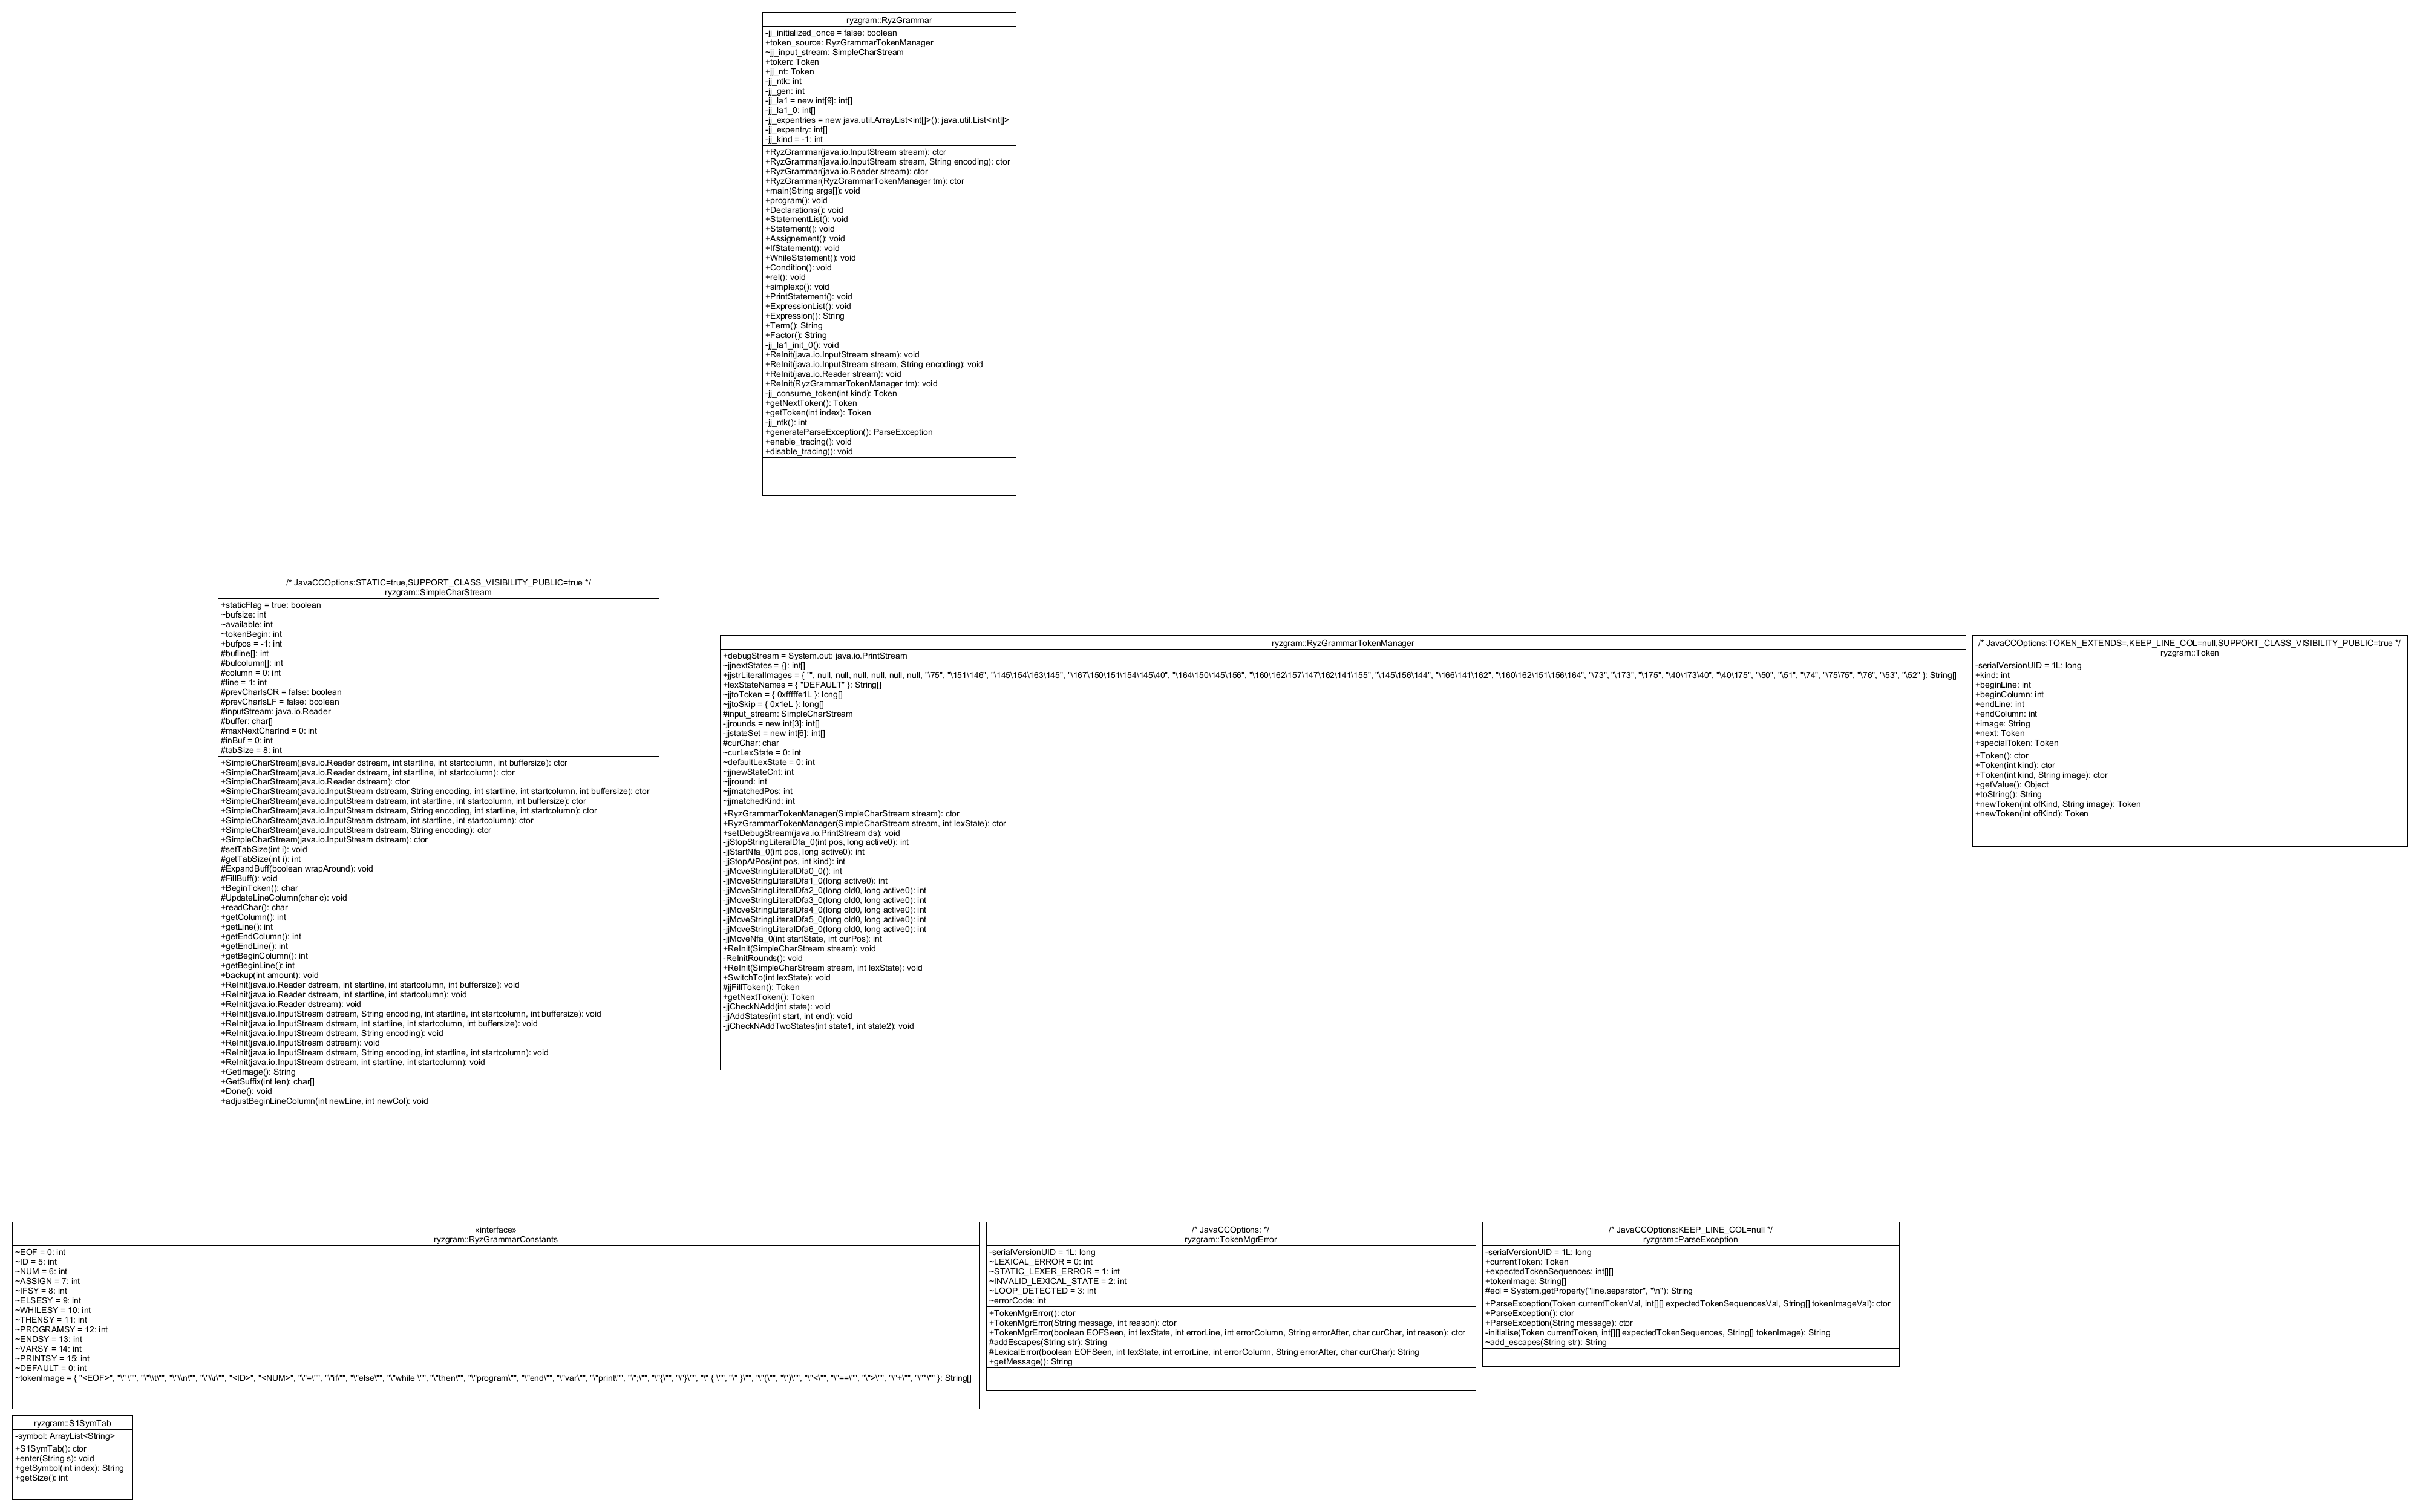 ryzgram::RyzGrammar
-jj_initialized_once = false: boolean
+token_source: RyzGrammarTokenManager
~jj_input_stream: SimpleCharStream
+token: Token
+jj_nt: Token
-jj_ntk: int
-jj_gen: int
-jj_la1 = new int[9]: int[]
-jj_la1_0: int[]
-jj_expentries = new java.util.ArrayList<int[]>(): java.util.List<int[]>
-jj_expentry: int[]
-jj_kind = -1: int
+RyzGrammar(java.io.InputStream stream): ctor
+RyzGrammar(java.io.InputStream stream, String encoding): ctor
+RyzGrammar(java.io.Reader stream): ctor
+RyzGrammar(RyzGrammarTokenManager tm): ctor
+main(String args[]): void
+program(): void
+Declarations(): void
+StatementList(): void
+Statement(): void
+Assignement(): void
+IfStatement(): void
+WhileStatement(): void
+Condition(): void
+rel(): void
+simplexp(): void
+PrintStatement(): void
+ExpressionList(): void
+Expression(): String
+Term(): String
+Factor(): String
-jj_la1_init_0(): void
+ReInit(java.io.InputStream stream): void
+ReInit(java.io.InputStream stream, String encoding): void
+ReInit(java.io.Reader stream): void
+ReInit(RyzGrammarTokenManager tm): void
-jj_consume_token(int kind): Token
+getNextToken(): Token
+getToken(int index): Token
-jj_ntk(): int
+generateParseException(): ParseException
+enable_tracing(): void
+disable_tracing(): void
/* JavaCCOptions:STATIC=true,SUPPORT_CLASS_VISIBILITY_PUBLIC=true */
ryzgram::SimpleCharStream
+staticFlag = true: boolean
~bufsize: int
~available: int
~tokenBegin: int
+bufpos = -1: int
#bufline[]: int
#bufcolumn[]: int
#column = 0: int
#line = 1: int
#prevCharIsCR = false: boolean
#prevCharIsLF = false: boolean
#inputStream: java.io.Reader
#buffer: char[]
#maxNextCharInd = 0: int
#inBuf = 0: int
#tabSize = 8: int
+SimpleCharStream(java.io.Reader dstream, int startline, int startcolumn, int buffersize): ctor
+SimpleCharStream(java.io.Reader dstream, int startline, int startcolumn): ctor
+SimpleCharStream(java.io.Reader dstream): ctor
+SimpleCharStream(java.io.InputStream dstream, String encoding, int startline, int startcolumn, int buffersize): ctor
+SimpleCharStream(java.io.InputStream dstream, int startline, int startcolumn, int buffersize): ctor
+SimpleCharStream(java.io.InputStream dstream, String encoding, int startline, int startcolumn): ctor
+SimpleCharStream(java.io.InputStream dstream, int startline, int startcolumn): ctor
+SimpleCharStream(java.io.InputStream dstream, String encoding): ctor
+SimpleCharStream(java.io.InputStream dstream): ctor
#setTabSize(int i): void
#getTabSize(int i): int
#ExpandBuff(boolean wrapAround): void
#FillBuff(): void
+BeginToken(): char
#UpdateLineColumn(char c): void
+readChar(): char
+getColumn(): int
+getLine(): int
+getEndColumn(): int
+getEndLine(): int
+getBeginColumn(): int
+getBeginLine(): int
+backup(int amount): void
+ReInit(java.io.Reader dstream, int startline, int startcolumn, int buffersize): void
+ReInit(java.io.Reader dstream, int startline, int startcolumn): void
+ReInit(java.io.Reader dstream): void
+ReInit(java.io.InputStream dstream, String encoding, int startline, int startcolumn, int buffersize): void
+ReInit(java.io.InputStream dstream, int startline, int startcolumn, int buffersize): void
+ReInit(java.io.InputStream dstream, String encoding): void
+ReInit(java.io.InputStream dstream): void
+ReInit(java.io.InputStream dstream, String encoding, int startline, int startcolumn): void
+ReInit(java.io.InputStream dstream, int startline, int startcolumn): void
+GetImage(): String
+GetSuffix(int len): char[]
+Done(): void
+adjustBeginLineColumn(int newLine, int newCol): void
ryzgram::RyzGrammarTokenManager
+debugStream = System.out: java.io.PrintStream
~jjnextStates = {}: int[]
+jjstrLiteralImages = { "", null, null, null, null, null, null, "\75", "\151\146", "\145\154\163\145", "\167\150\151\154\145\40", "\164\150\145\156", "\160\162\157\147\162\141\155", "\145\156\144", "\166\141\162", "\160\162\151\156\164", "\73", "\173", "\175", "\40\173\40", "\40\175", "\50", "\51", "\74", "\75\75", "\76", "\53", "\52" }: String[]
+lexStateNames = { "DEFAULT" }: String[]
~jjtoToken = { 0xfffffe1L }: long[]
~jjtoSkip = { 0x1eL }: long[]
#input_stream: SimpleCharStream
-jjrounds = new int[3]: int[]
-jjstateSet = new int[6]: int[]
#curChar: char
~curLexState = 0: int
~defaultLexState = 0: int
~jjnewStateCnt: int
~jjround: int
~jjmatchedPos: int
~jjmatchedKind: int
+RyzGrammarTokenManager(SimpleCharStream stream): ctor
+RyzGrammarTokenManager(SimpleCharStream stream, int lexState): ctor
+setDebugStream(java.io.PrintStream ds): void
-jjStopStringLiteralDfa_0(int pos, long active0): int
-jjStartNfa_0(int pos, long active0): int
-jjStopAtPos(int pos, int kind): int
-jjMoveStringLiteralDfa0_0(): int
-jjMoveStringLiteralDfa1_0(long active0): int
-jjMoveStringLiteralDfa2_0(long old0, long active0): int
-jjMoveStringLiteralDfa3_0(long old0, long active0): int
-jjMoveStringLiteralDfa4_0(long old0, long active0): int
-jjMoveStringLiteralDfa5_0(long old0, long active0): int
-jjMoveStringLiteralDfa6_0(long old0, long active0): int
-jjMoveNfa_0(int startState, int curPos): int
+ReInit(SimpleCharStream stream): void
-ReInitRounds(): void
+ReInit(SimpleCharStream stream, int lexState): void
+SwitchTo(int lexState): void
#jjFillToken(): Token
+getNextToken(): Token
-jjCheckNAdd(int state): void
-jjAddStates(int start, int end): void
-jjCheckNAddTwoStates(int state1, int state2): void
/* JavaCCOptions:TOKEN_EXTENDS=,KEEP_LINE_COL=null,SUPPORT_CLASS_VISIBILITY_PUBLIC=true */
ryzgram::Token
-serialVersionUID = 1L: long
+kind: int
+beginLine: int
+beginColumn: int
+endLine: int
+endColumn: int
+image: String
+next: Token
+specialToken: Token
+Token(): ctor
+Token(int kind): ctor
+Token(int kind, String image): ctor
+getValue(): Object
+toString(): String
+newToken(int ofKind, String image): Token
+newToken(int ofKind): Token
«interface»
ryzgram::RyzGrammarConstants
~EOF = 0: int
~ID = 5: int
~NUM = 6: int
~ASSIGN = 7: int
~IFSY = 8: int
~ELSESY = 9: int
~WHILESY = 10: int
~THENSY = 11: int
~PROGRAMSY = 12: int
~ENDSY = 13: int
~VARSY = 14: int
~PRINTSY = 15: int
~DEFAULT = 0: int
~tokenImage = { "<EOF>", "\" \"", "\"\\t\"", "\"\\n\"", "\"\\r\"", "<ID>", "<NUM>", "\"=\"", "\"if\"", "\"else\"", "\"while \"", "\"then\"", "\"program\"", "\"end\"", "\"var\"", "\"print\"", "\";\"", "\"{\"", "\"}\"", "\" { \"", "\" }\"", "\"(\"", "\")\"", "\"<\"", "\"==\"", "\">\"", "\"+\"", "\"*\"" }: String[]
/* JavaCCOptions: */
ryzgram::TokenMgrError
-serialVersionUID = 1L: long
~LEXICAL_ERROR = 0: int
~STATIC_LEXER_ERROR = 1: int
~INVALID_LEXICAL_STATE = 2: int
~LOOP_DETECTED = 3: int
~errorCode: int
+TokenMgrError(): ctor
+TokenMgrError(String message, int reason): ctor
+TokenMgrError(boolean EOFSeen, int lexState, int errorLine, int errorColumn, String errorAfter, char curChar, int reason): ctor
#addEscapes(String str): String
#LexicalError(boolean EOFSeen, int lexState, int errorLine, int errorColumn, String errorAfter, char curChar): String
+getMessage(): String
/* JavaCCOptions:KEEP_LINE_COL=null */
ryzgram::ParseException
-serialVersionUID = 1L: long
+currentToken: Token
+expectedTokenSequences: int[][]
+tokenImage: String[]
#eol = System.getProperty("line.separator", "\n"): String
+ParseException(Token currentTokenVal, int[][] expectedTokenSequencesVal, String[] tokenImageVal): ctor
+ParseException(): ctor
+ParseException(String message): ctor
-initialise(Token currentToken, int[][] expectedTokenSequences, String[] tokenImage): String
~add_escapes(String str): String
ryzgram::S1SymTab
-symbol: ArrayList<String>
+S1SymTab(): ctor
+enter(String s): void
+getSymbol(int index): String
+getSize(): int